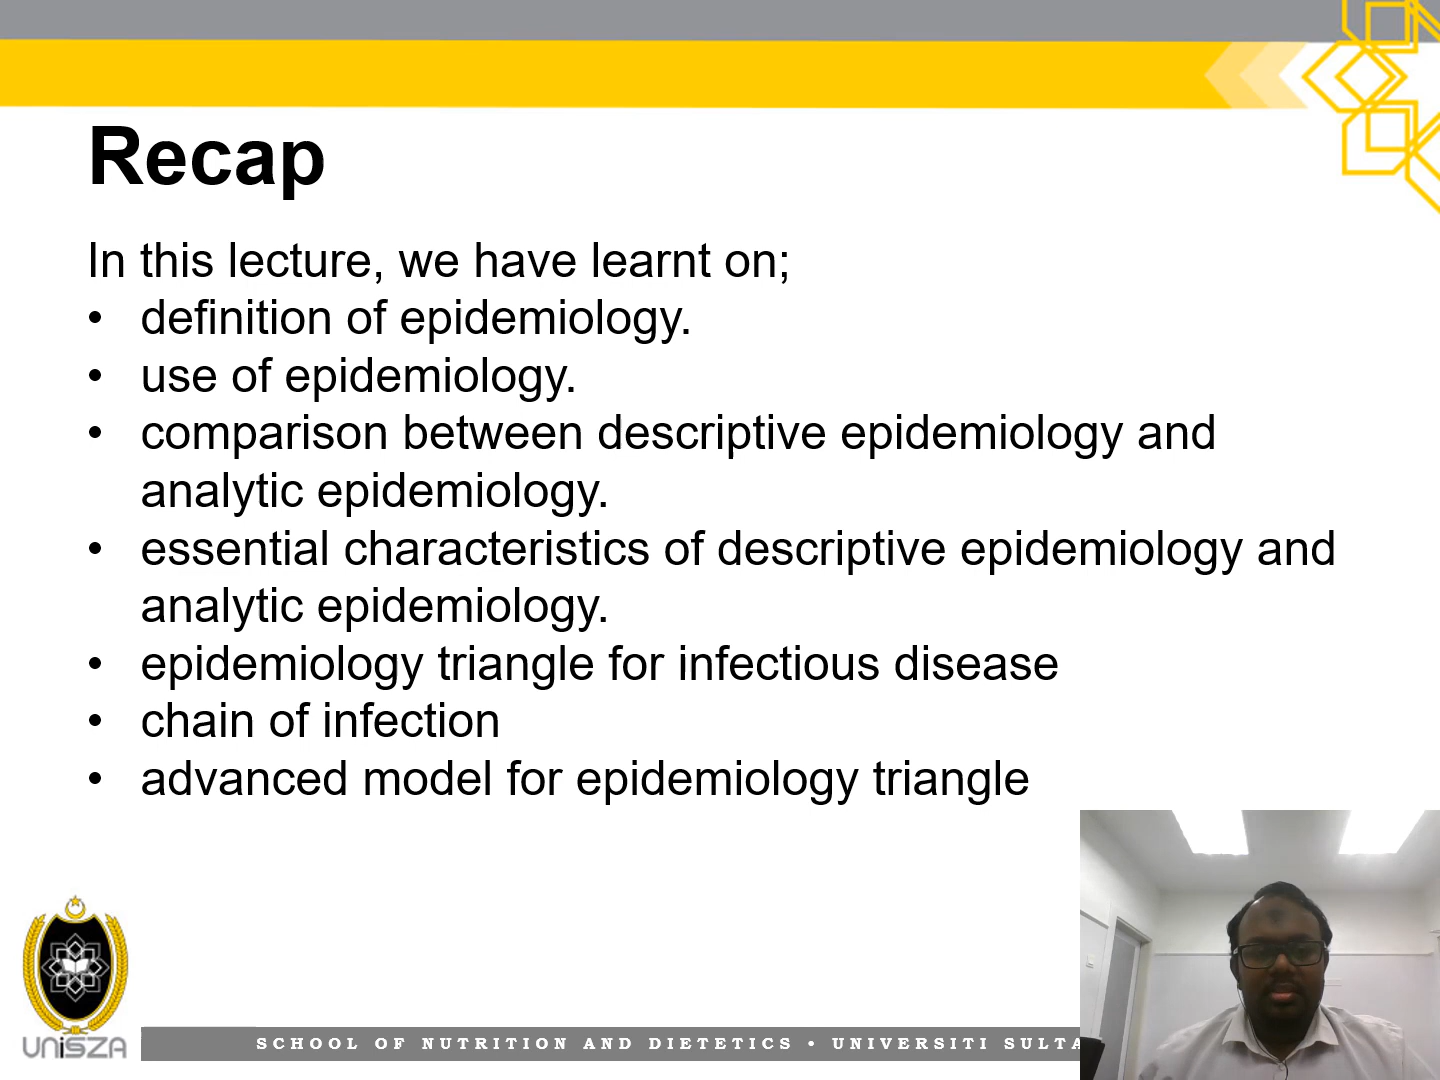 Recap
In this lecture, we have learnt on;
• definition of epidemiology.
• use of epidemiology.
• comparison between descriptive epidemiology and
analytic epidemiology.
• essential characteristics of descriptive epidemiology and
analytic epidemiology.
• epidemiology triangle for infectious disease
• chain of infection
• advanced model for epidemiology triangle
UNISZA
SCHOOL OF NUTRITION AND DIETETICS • UNIVERSITI SULTA